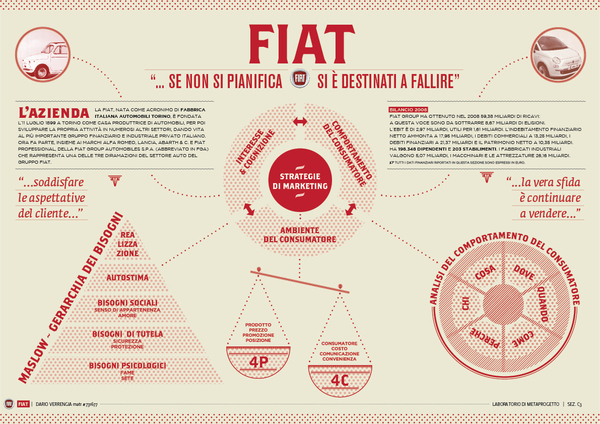 FIAT
“... SE NON SI PIANIFICA SI È DESTINATI A FALLIRE”
L'AZIENDA
LA FIAT, NATA COME ACRONIMO DI FABBRICA
ITALIANA AUTOMOBILI TORINO, È FONDATA
L'11 LUGLIO 1899 A TORINO COME CASA PRODUTTRICE DI AUTOMOBILI, PER POI
SVILUPPARE LA PROPRIA ATTIVITÀ IN NUMEROSI ALTRI SETTORI, DANDO VITA
AL PIÙ IMPORTANTE GRUPPO FINANZIARIO E INDUSTRIALE PRIVATO ITALIANO.
ORA FA PARTE, INSIEME AI MARCHI ALFA ROMEO, LANCIA, ABARTH & C. E FIAT
PROFESSIONAL, DELLA FIAT GROUP AUTOMOBILES S.P.A. (ABBREVIATO IN FGA)
CHE RAPPRESENTA UNA DELLE TRE DIRAMAZIONI DEL SETTORE AUTO DEL
GRUPPO FIAT.
BILANCIO 2008
FIAT GROUP HA OTTENUTO NEL 2008 59,38 MILIARDI DI RICAVI.
A QUESTA VOCE SONO DA SOTTRARRE 8,67 MILIARDI DI ELISIONI.
L'EBIT È DI 2,97 MILIARDI, UTILI PER 1,61 MILIARDI. L'INDEBITAMENTO FINANZIARIO
NETTO AMMONTA A 17,95 MILIARDI, I DEBITI COMMERCIALI A 13,26 MILIARDI, I
DEBITI FINANZIARI A 21,37 MILIARDI E IL PATRIMONIO NETTO A 10,35 MILIARDI.
HA 198.348 DIPENDENTI E 203 STABILIMENTI. I FABBRICATI INDUSTRIALI
VALGONO 5,07 MILIARDI, I MACCHINARI E LE ATTREZZATURE 26,16 MILIARDI.
TUTTI I DATI FINANZIARI RIPORTATI IN QUESTA SEZIONE SONO ESPRESSI IN EURO.
INTERESSE
& COGNIZIONE
COMPORTAMENTO
DEL CONSUMATORE
STRATEGIE
DI MARKETING
AMBIENTE
DEL CONSUMATORE
“...soddisfare
le aspettative
del cliente...”
“...la vera sfida
è continuare
a vendere...”
MASLOW - GERARCHIA DEI BISOGNI
REA
LIZZA
ZIONE
AUTOSTIMA
BISOGNI SOCIALI
SENSO DI APPARTENENZA
AMORE
BISOGNI DI TUTELA
SICUREZZA
PROTEZIONE
BISOGNI PSICOLOGICI
FAME
SETE
PRODOTTO
PREZZO
PROMOZIONE
POSIZIONE
4P
CONSUMATORE
COSTO
COMUNICAZIONE
CONVENIENZA
4C
ANALISI DEL COMPORTAMENTO DEL CONSUMATORE
CHI
COSA
DOVE
QUANDO
COME
PERCHÉ
FIAT
DARIO VERRENGIA
LABORATORIO DI METAPROGETTO | SEZ. C3